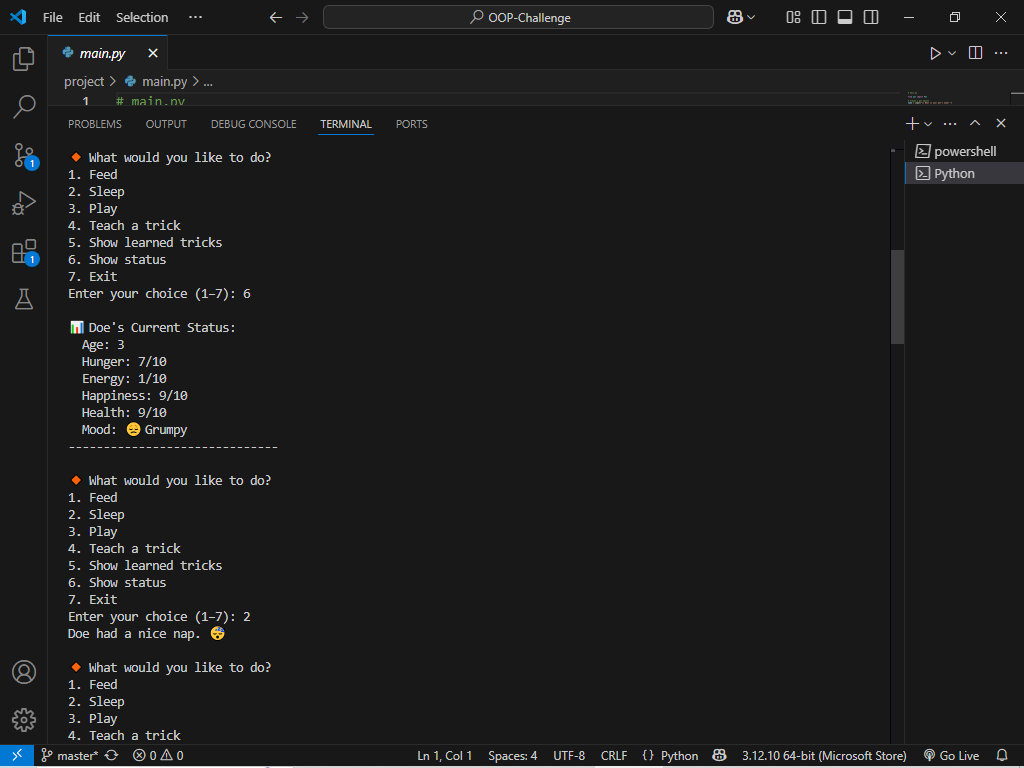 File Edit Selection ··· OOP-Challenge
main.py
project > main.py > ...
1 # main.py
PROBLEMS OUTPUT DEBUG CONSOLE TERMINAL PORTS
powershell
Python
What would you like to do?
1. Feed
2. Sleep
3. Play
4. Teach a trick
5. Show learned tricks
6. Show status
7. Exit
Enter your choice (1–7): 6
📊 Doe's Current Status:
Age: 3
Hunger: 7/10
Energy: 1/10
Happiness: 9/10
Health: 9/10
Mood: 😔 Grumpy
------------------------------
What would you like to do?
1. Feed
2. Sleep
3. Play
4. Teach a trick
5. Show learned tricks
6. Show status
7. Exit
Enter your choice (1–7): 2
Doe had a nice nap. 😴
What would you like to do?
1. Feed
2. Sleep
3. Play
4. Teach a trick
1
1
master* 0 0 Ln 1, Col 1 Spaces: 4 UTF-8 CRLF {} Python 3.12.10 64-bit (Microsoft Store) Go Live